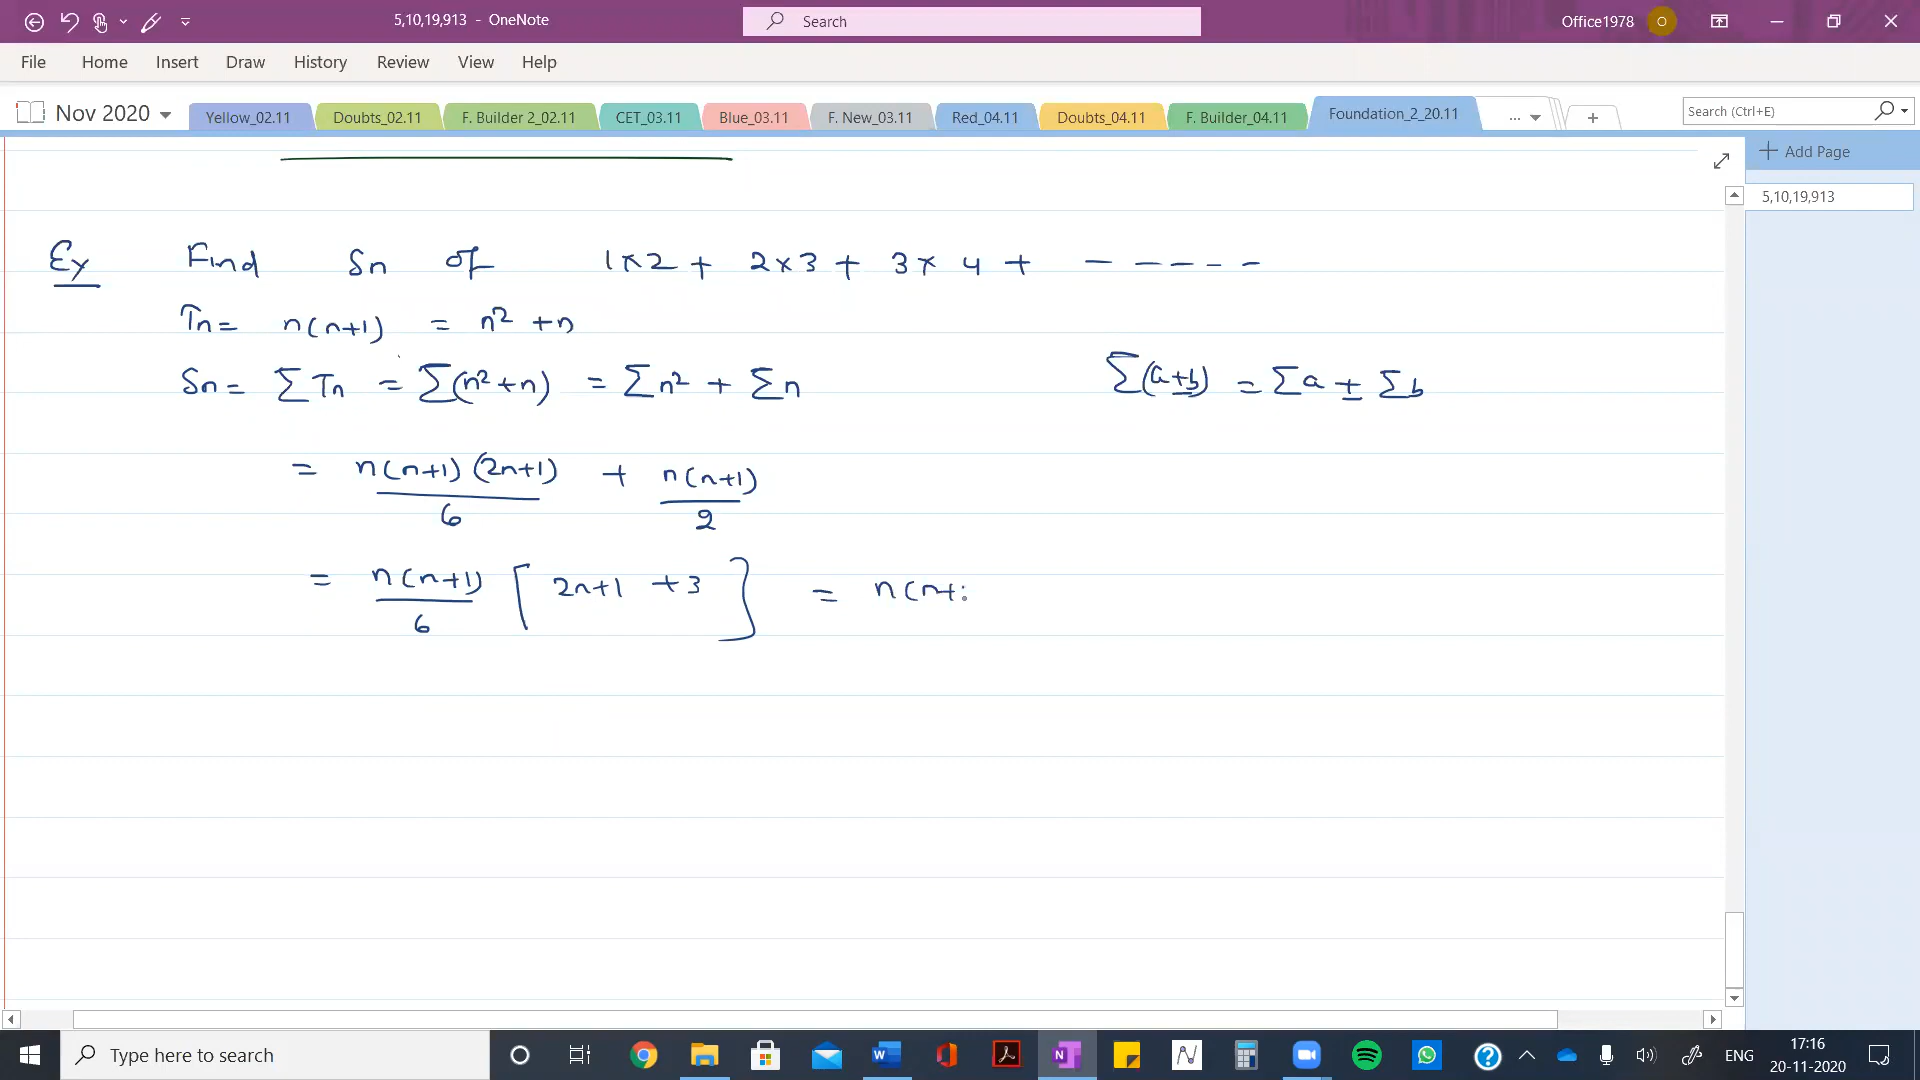 5,10,19,913 - OneNote
Search
Office1978
O
File Home Insert Draw History Review View Help
Nov 2020
Yellow_02.11 Doubts_02.11 F. Builder 2_02.11 CET_03.11 Blue_03.11 F. New_03.11 Red_04.11 Doubts_04.11 F. Builder_04.11 Foundation_2_20.11 ... +
Search (Ctrl+E)
Add Page
5,10,19,913
Ex Find Sn of 1×2 + 2×3 + 3×4 + - - - - -
Tn = n(n+1) = n² + n
Sn = ΣTn = Σ(n²+n) = Σn² + Σn
Σ(a±b) = Σa ± Σb
= n(n+1)(2n+1)/6 + n(n+1)/2
= n(n+1)/6 [2n+1 +3] = n(n+
Type here to search
ENG
17:16
20-11-2020